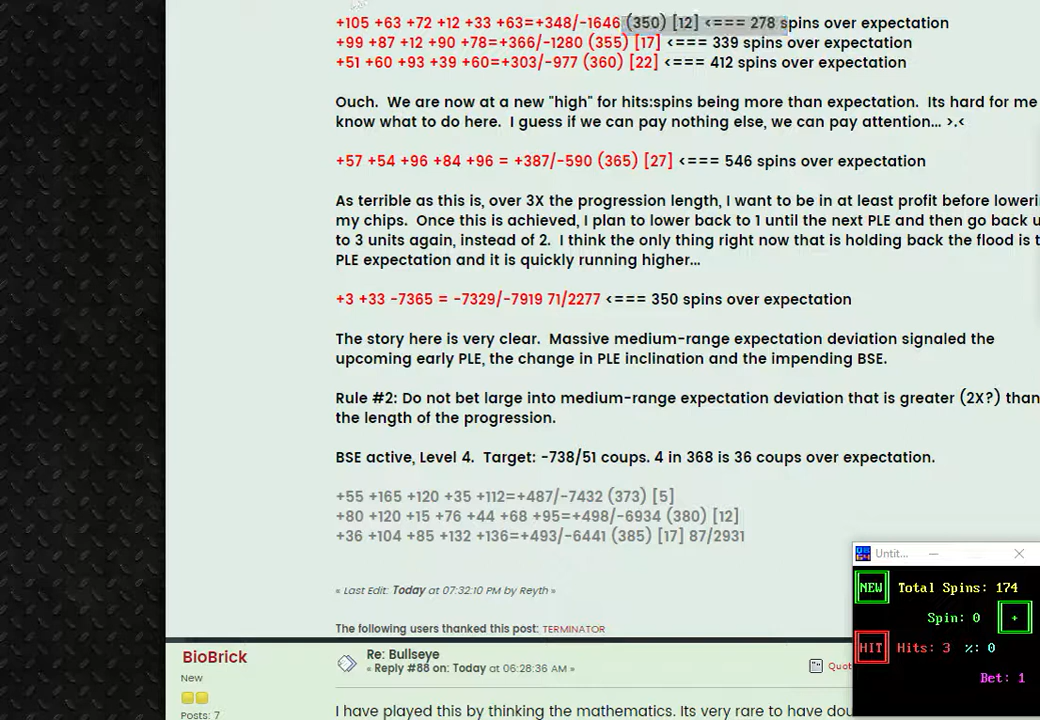 +105 +63 +72 +12 +33 +63=+348/-1646 (350) [12] <=== 278 spins over expectation
+99 +87 +12 +90 +78=+366/-1280 (355) [17] <=== 339 spins over expectation
+51 +60 +93 +39 +60=+303/-977 (360) [22] <=== 412 spins over expectation
Ouch. We are now at a new "high" for hits:spins being more than expectation. Its hard for me
know what to do here. I guess if we can pay nothing else, we can pay attention... >.<
+57 +54 +96 +84 +96 = +387/-590 (365) [27] <=== 546 spins over expectation
As terrible as this is, over 3X the progression length, I want to be in at least profit before loweri
my chips. Once this is achieved, I plan to lower back to 1 until the next PLE and then go back u
to 3 units again, instead of 2. I think the only thing right now that is holding back the flood is t
PLE expectation and it is quickly running higher...
+3 +33 -7365 = -7329/-7919 71/2277 <=== 350 spins over expectation
The story here is very clear. Massive medium-range expectation deviation signaled the
upcoming early PLE, the change in PLE inclination and the impending BSE.
Rule #2: Do not bet large into medium-range expectation deviation that is greater (2X?) than
the length of the progression.
BSE active, Level 4. Target: -738/51 coups. 4 in 368 is 36 coups over expectation.
+55 +165 +120 +35 +112=+487/-7432 (373) [5]
+80 +120 +15 +76 +44 +68 +95=+498/-6934 (380) [12]
+36 +104 +85 +132 +136=+493/-6441 (385) [17] 87/2931
Untit...
NEW Total Spins: 174
Spin: 0 +
HIT Hits: 3 %: 0
Bet: 1
« Last Edit: Today at 07:32:10 PM by Reyth »
The following users thanked this post: TERMINATOR
BioBrick
New
Posts: 7
Re: Bullseye
« Reply #88 on: Today at 06:28:36 AM »
Quot
I have played this by thinking the mathematics. Its very rare to have dou